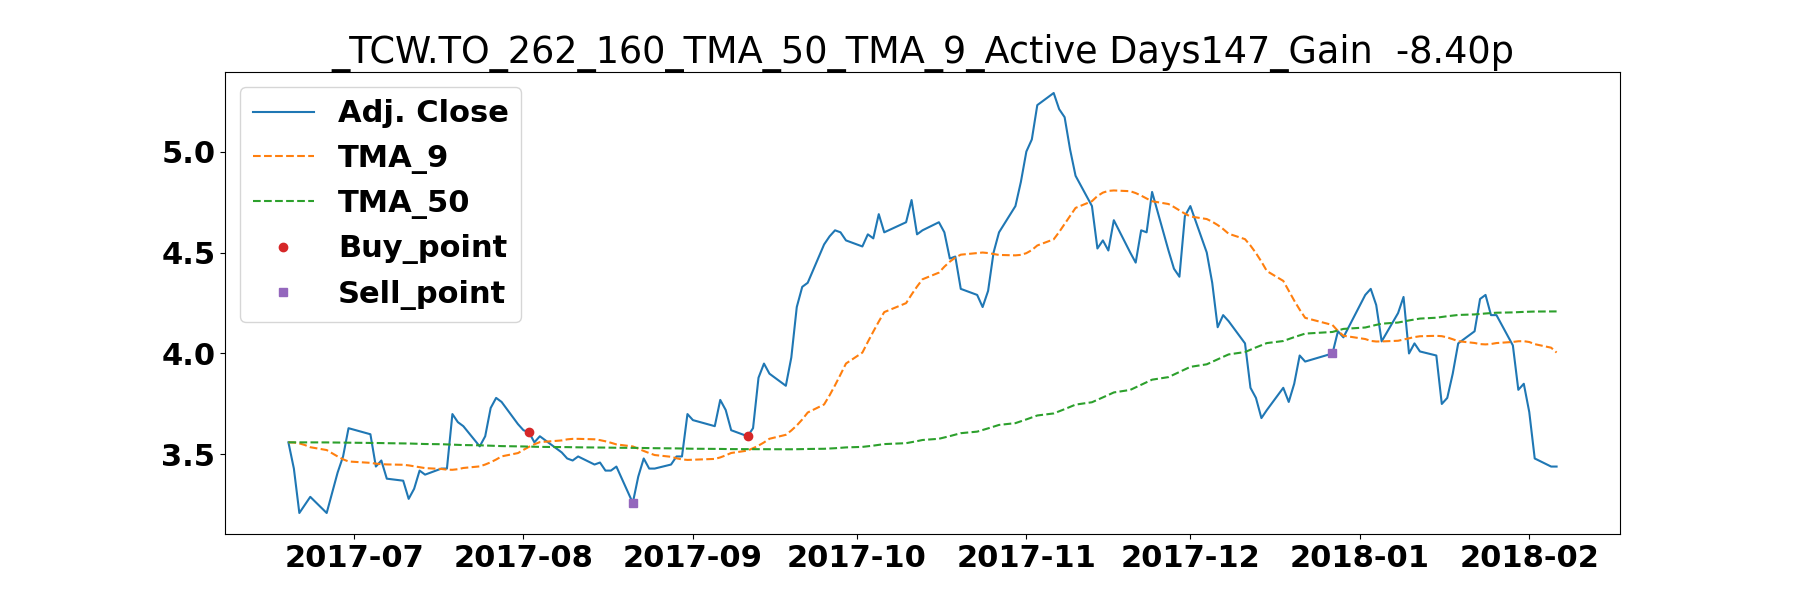 _TCW.TO_262_160_TMA_50_TMA_9_Active Days147_Gain  -8.40p
Adj. Close
TMA_9
TMA_50
Buy_point
Sell_point
5.0
4.5
4.0
3.5
2017-07 2017-08 2017-09 2017-10 2017-11 2017-12 2018-01 2018-02